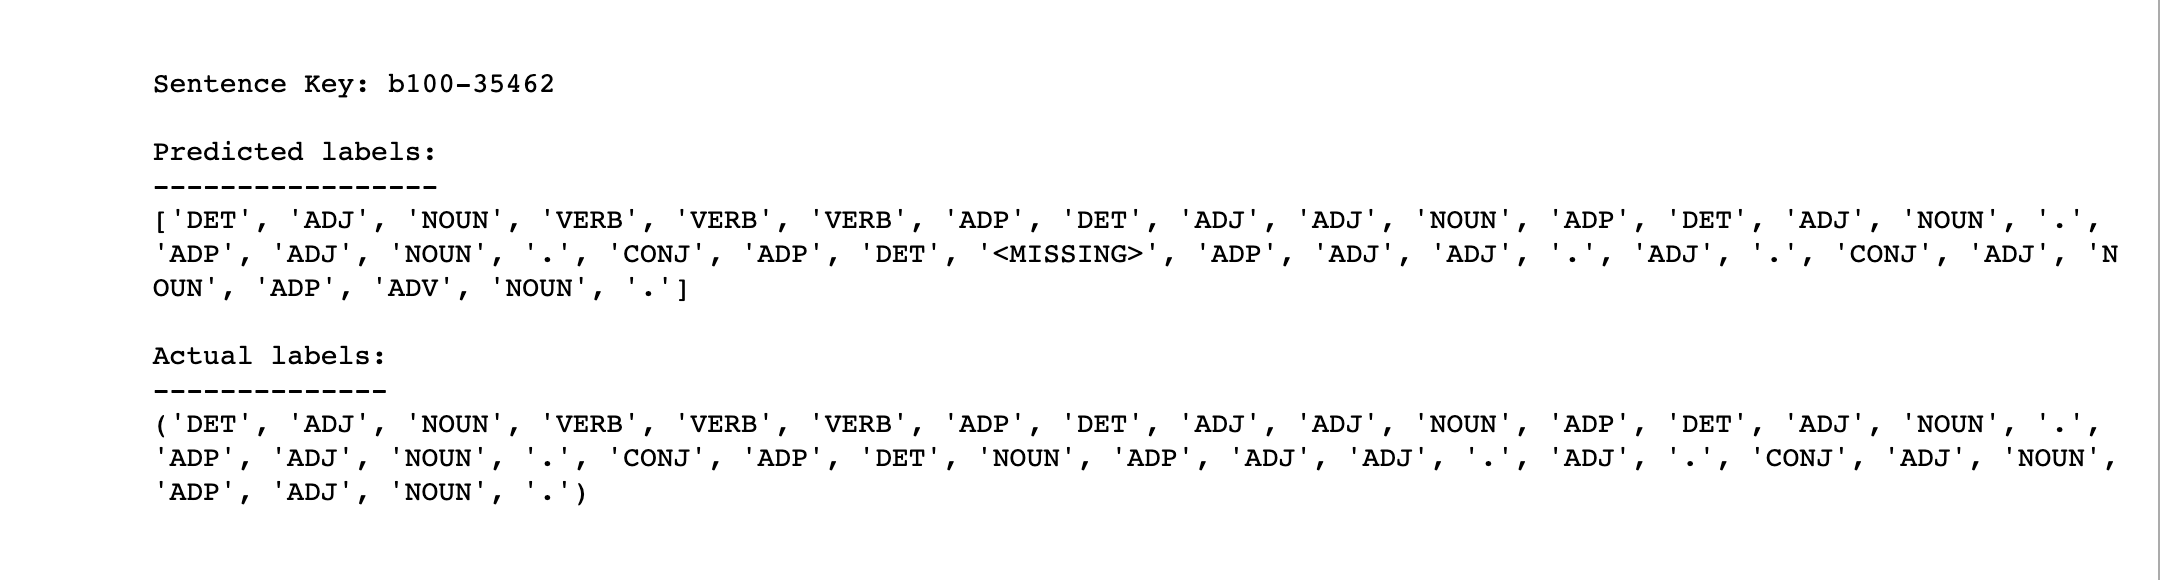 Sentence Key: b100-35462
Predicted labels:
-----------------
['DET', 'ADJ', 'NOUN', 'VERB', 'VERB', 'VERB', 'ADP', 'DET', 'ADJ', 'ADJ', 'NOUN', 'ADP', 'DET', 'ADJ', 'NOUN', '.',
'ADP', 'ADJ', 'NOUN', '.', 'CONJ', 'ADP', 'DET', '<MISSING>', 'ADP', 'ADJ', 'ADJ', '.', 'ADJ', '.', 'CONJ', 'ADJ', 'N
OUN', 'ADP', 'ADV', 'NOUN', '.']
Actual labels:
--------------
('DET', 'ADJ', 'NOUN', 'VERB', 'VERB', 'VERB', 'ADP', 'DET', 'ADJ', 'ADJ', 'NOUN', 'ADP', 'DET', 'ADJ', 'NOUN', '.',
'ADP', 'ADJ', 'NOUN', '.', 'CONJ', 'ADP', 'DET', 'NOUN', 'ADP', 'ADJ', 'ADJ', '.', 'ADJ', '.', 'CONJ', 'ADJ', 'NOUN',
'ADP', 'ADJ', 'NOUN', '.')